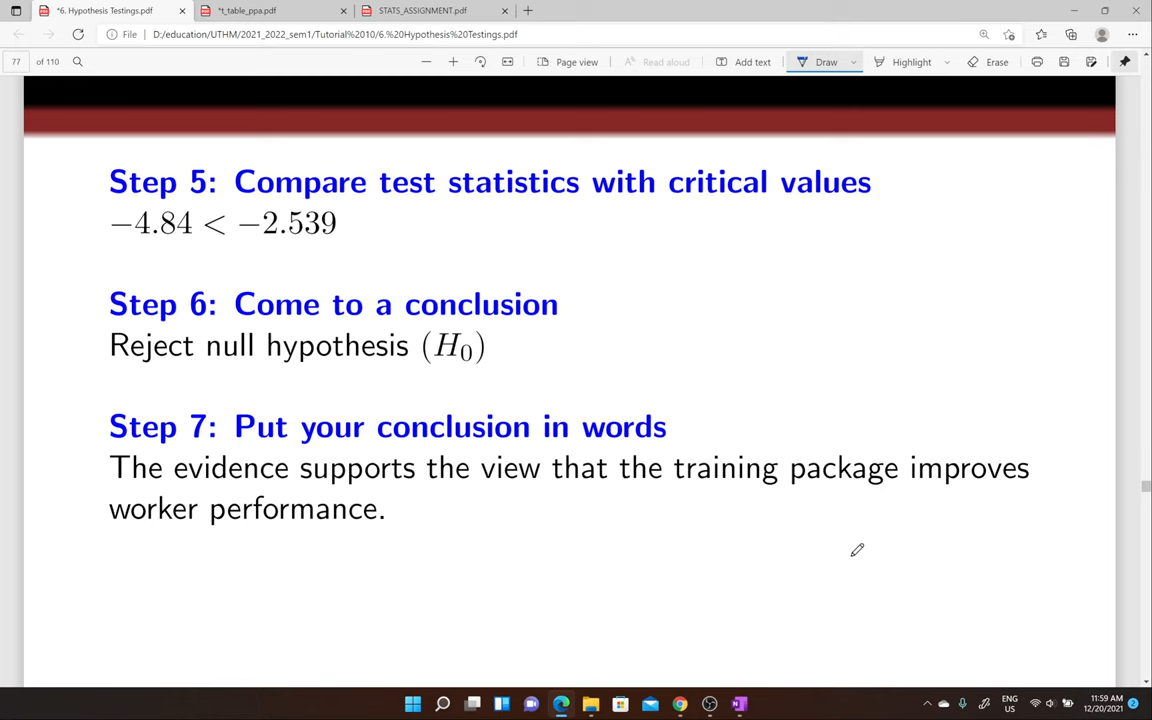 *6. Hypothesis Testings.pdf
*t_table_ppa.pdf
STATS_ASSIGNMENT.pdf
File
D:/education/UTHM/2021_2022_sem1/Tutorial%2010/6.%20Hypothesis%20Testings.pdf
77 of 110
Page view
Read aloud
Add text
Draw
Highlight
Erase
Step 5: Compare test statistics with critical values
−4.84 < −2.539
Step 6: Come to a conclusion
Reject null hypothesis (H₀)
Step 7: Put your conclusion in words
The evidence supports the view that the training package improves
worker performance.
ENG
US
11:59 AM
12/20/2021
2